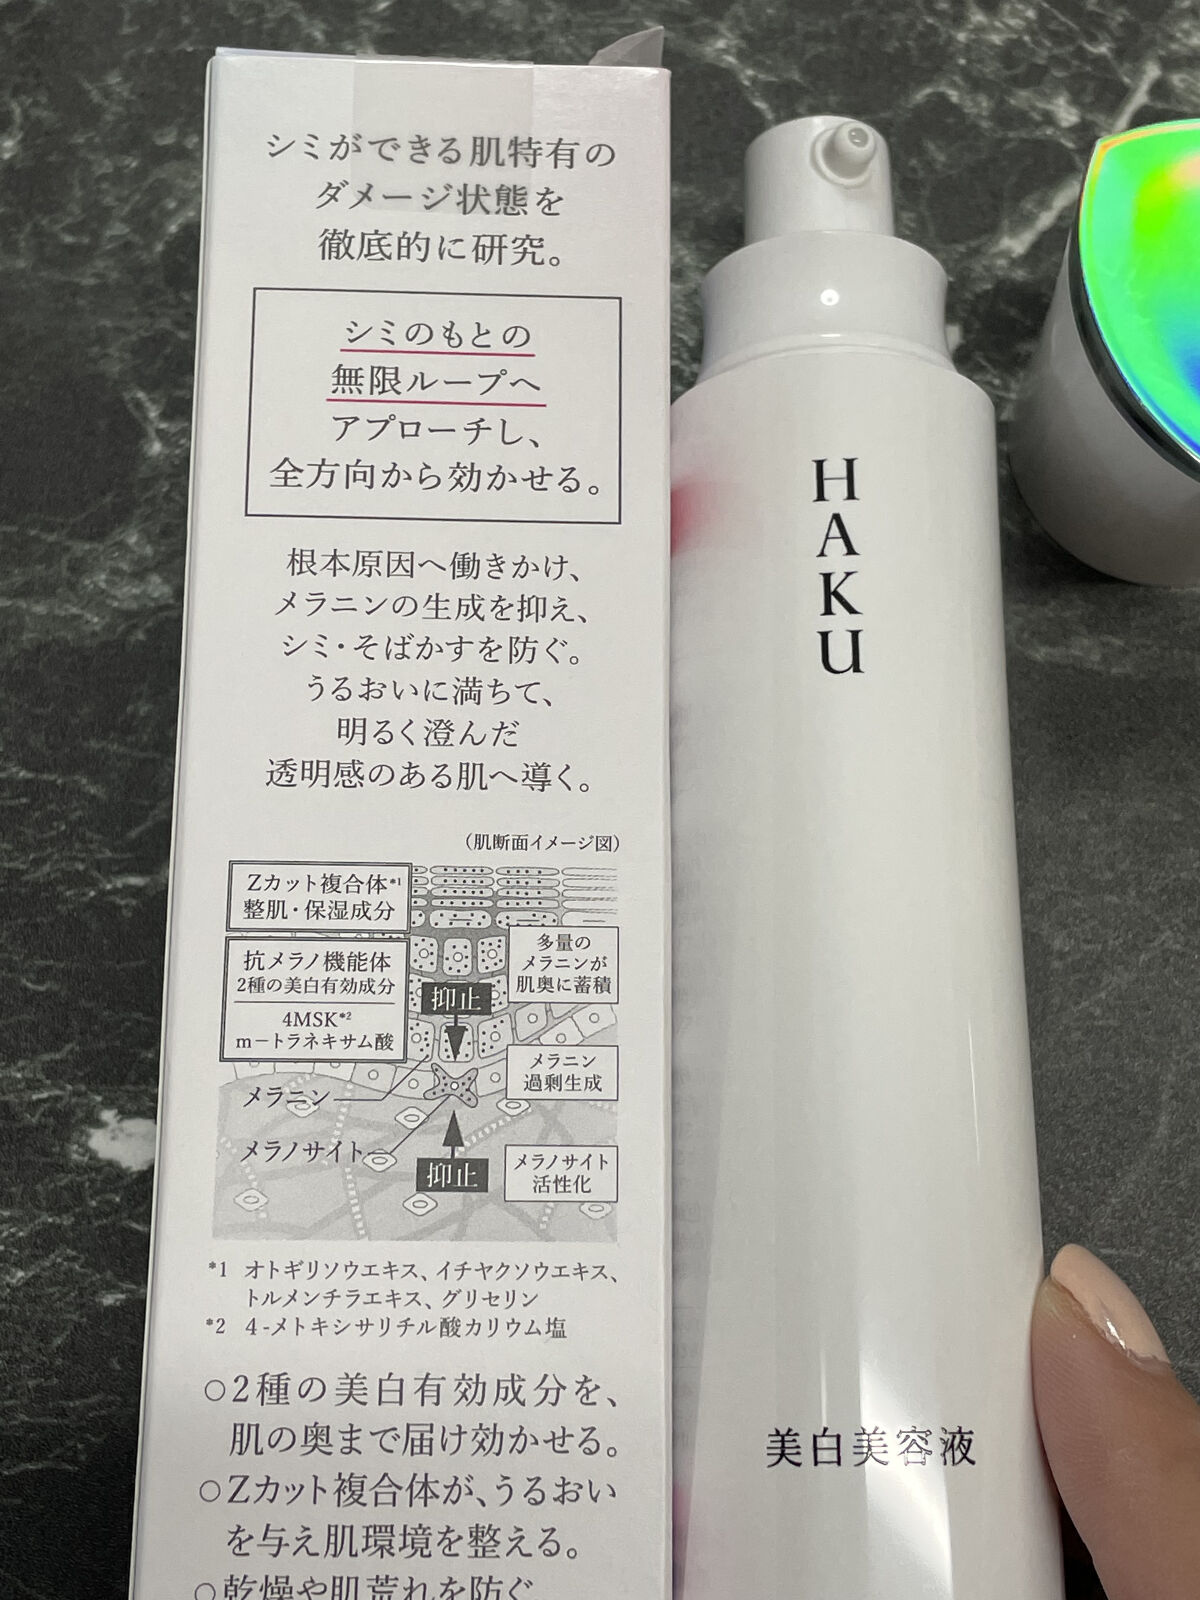 シミができる肌特有の
ダメージ状態を
徹底的に研究。
シミのもとの
無限ループへ
アプローチし、
全方向から効かせる。
根本原因へ働きかけ、
メラニンの生成を抑え、
シミ・そばかすを防ぐ。
うるおいに満ちて、
明るく澄んだ
透明感のある肌へ導く。
（肌断面イメージ図）
Zカット複合体*1
整肌・保湿成分
抗メラノ機能体
2種の美白有効成分
4MSK*2
m－トラネキサム酸
メラニン
メラノサイト
抑止
抑止
多量の
メラニンが
肌奥に蓄積
メラニン
過剰生成
メラノサイト
活性化
*1 オトギリソウエキス、イチヤクソウエキス、
トルメンチラエキス、グリセリン
*2 4-メトキシサリチル酸カリウム塩
○2種の美白有効成分を、
肌の奥まで届け効かせる。
○Zカット複合体が、うるおい
を与え肌環境を整える。
○乾燥や肌荒れを防ぐ。
HAKU
美白美容液